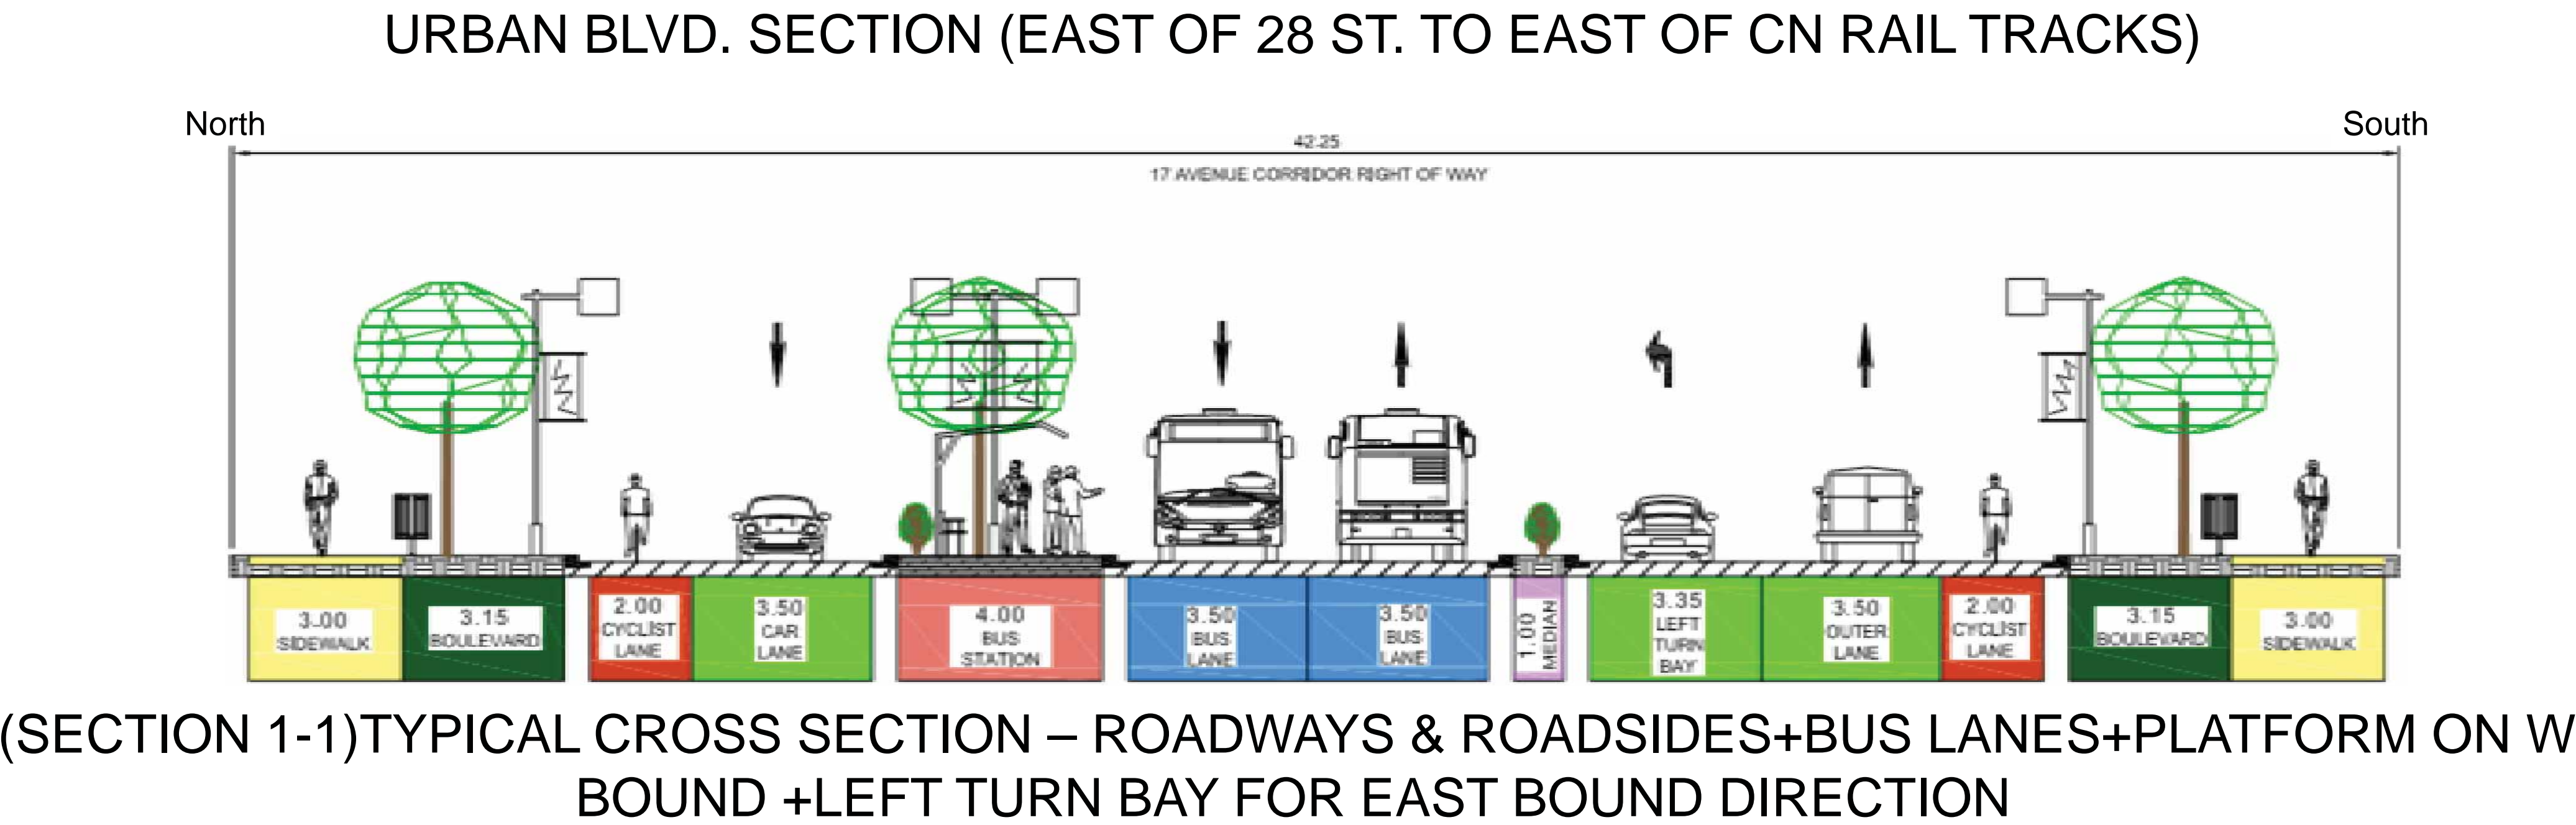 URBAN BLVD. SECTION (EAST OF 28 ST. TO EAST OF CN RAIL TRACKS)
North
South
42.25
17 AVENUE CORRIDOR RIGHT OF WAY
3.00
SIDEWALK
3.15
BOULEVARD
2.00
CYCLIST
LANE
3.50
CAR
LANE
4.00
BUS
STATION
3.50
BUS
LANE
3.50
BUS
LANE
1.00
MEDIAN
3.35
LEFT
TURN
BAY
3.50
OUTER
LANE
2.00
CYCLIST
LANE
3.15
BOULEVARD
3.00
SIDEWALK
(SECTION 1-1)TYPICAL CROSS SECTION – ROADWAYS & ROADSIDES+BUS LANES+PLATFORM ON W
BOUND +LEFT TURN BAY FOR EAST BOUND DIRECTION